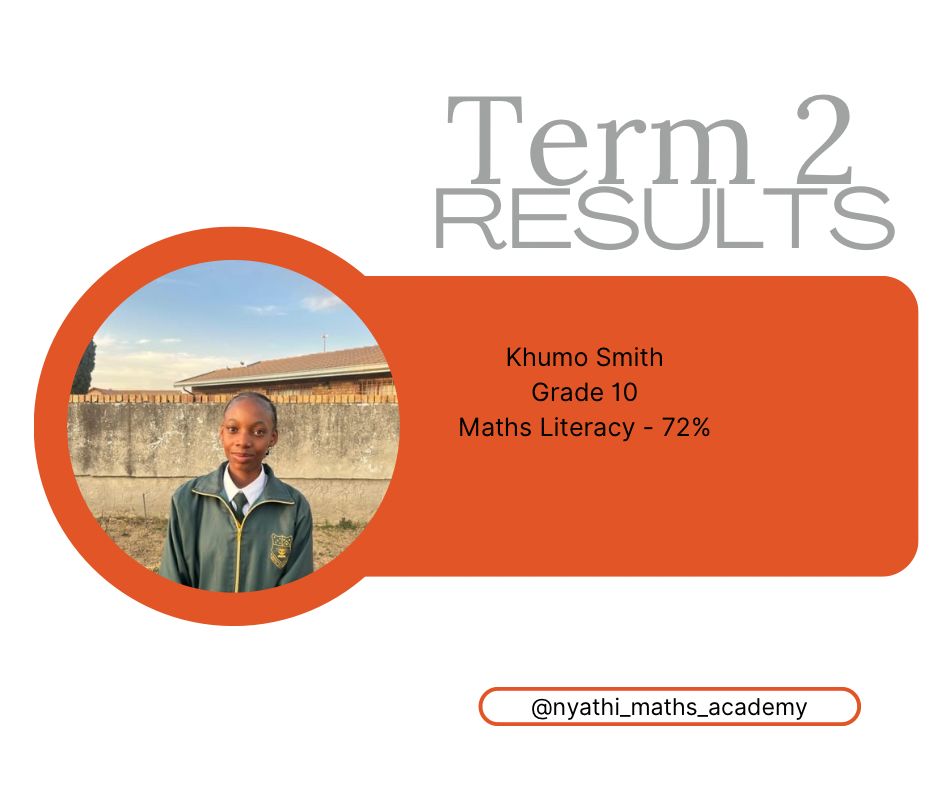 Term 2
RESULTS
Khumo Smith
Grade 10
Maths Literacy - 72%
@nyathi_maths_academy